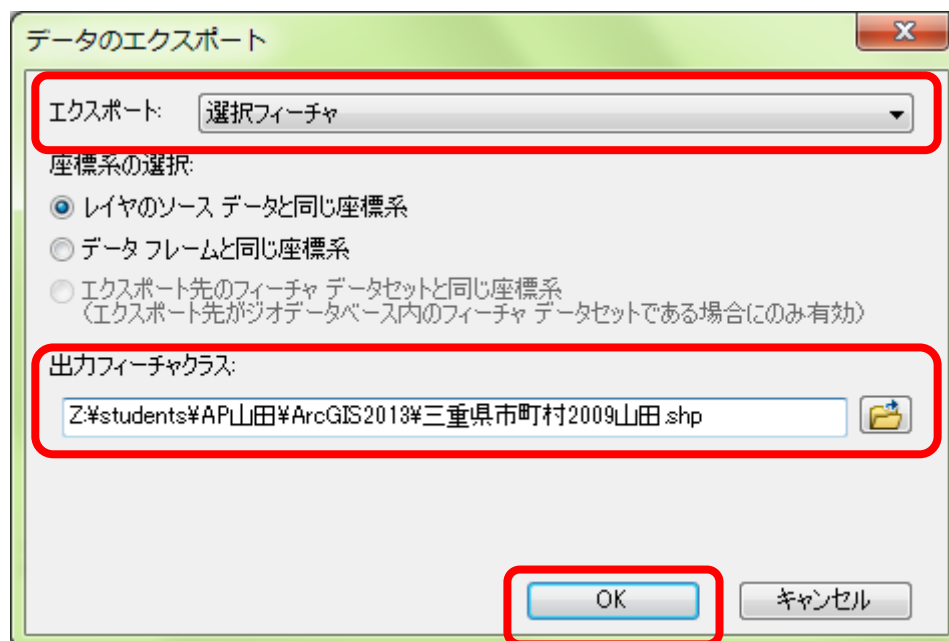 データのエクスポート
エクスポート: 選択フィーチャ
座標系の選択:
レイヤのソース データと同じ座標系
データ フレームと同じ座標系
エクスポート先のフィーチャ データセットと同じ座標系
(エクスポート先がジオデータベース内のフィーチャ データセットである場合にのみ有効)
出力フィーチャクラス:
Z:¥students¥AP山田¥ArcGIS2013¥三重県市町村2009山田.shp
OK キャンセル